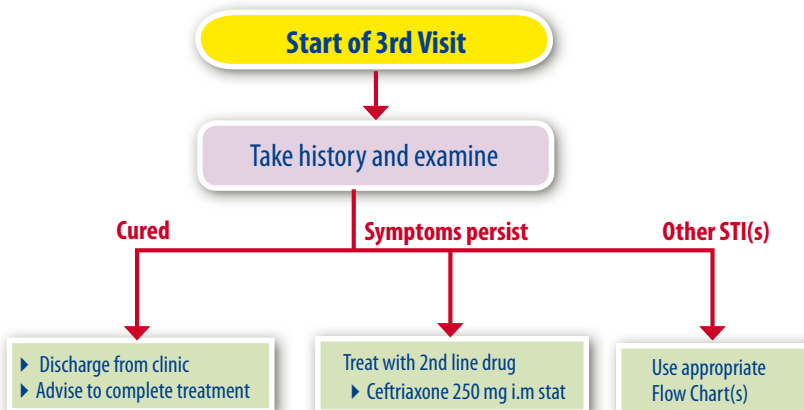 Start of 3rd Visit
Take history and examine
Cured
Symptoms persist
Other STI(s)
Discharge from clinic
Advise to complete treatment
Treat with 2nd line drug
Ceftriaxone 250 mg i.m stat
Use appropriate
Flow Chart(s)